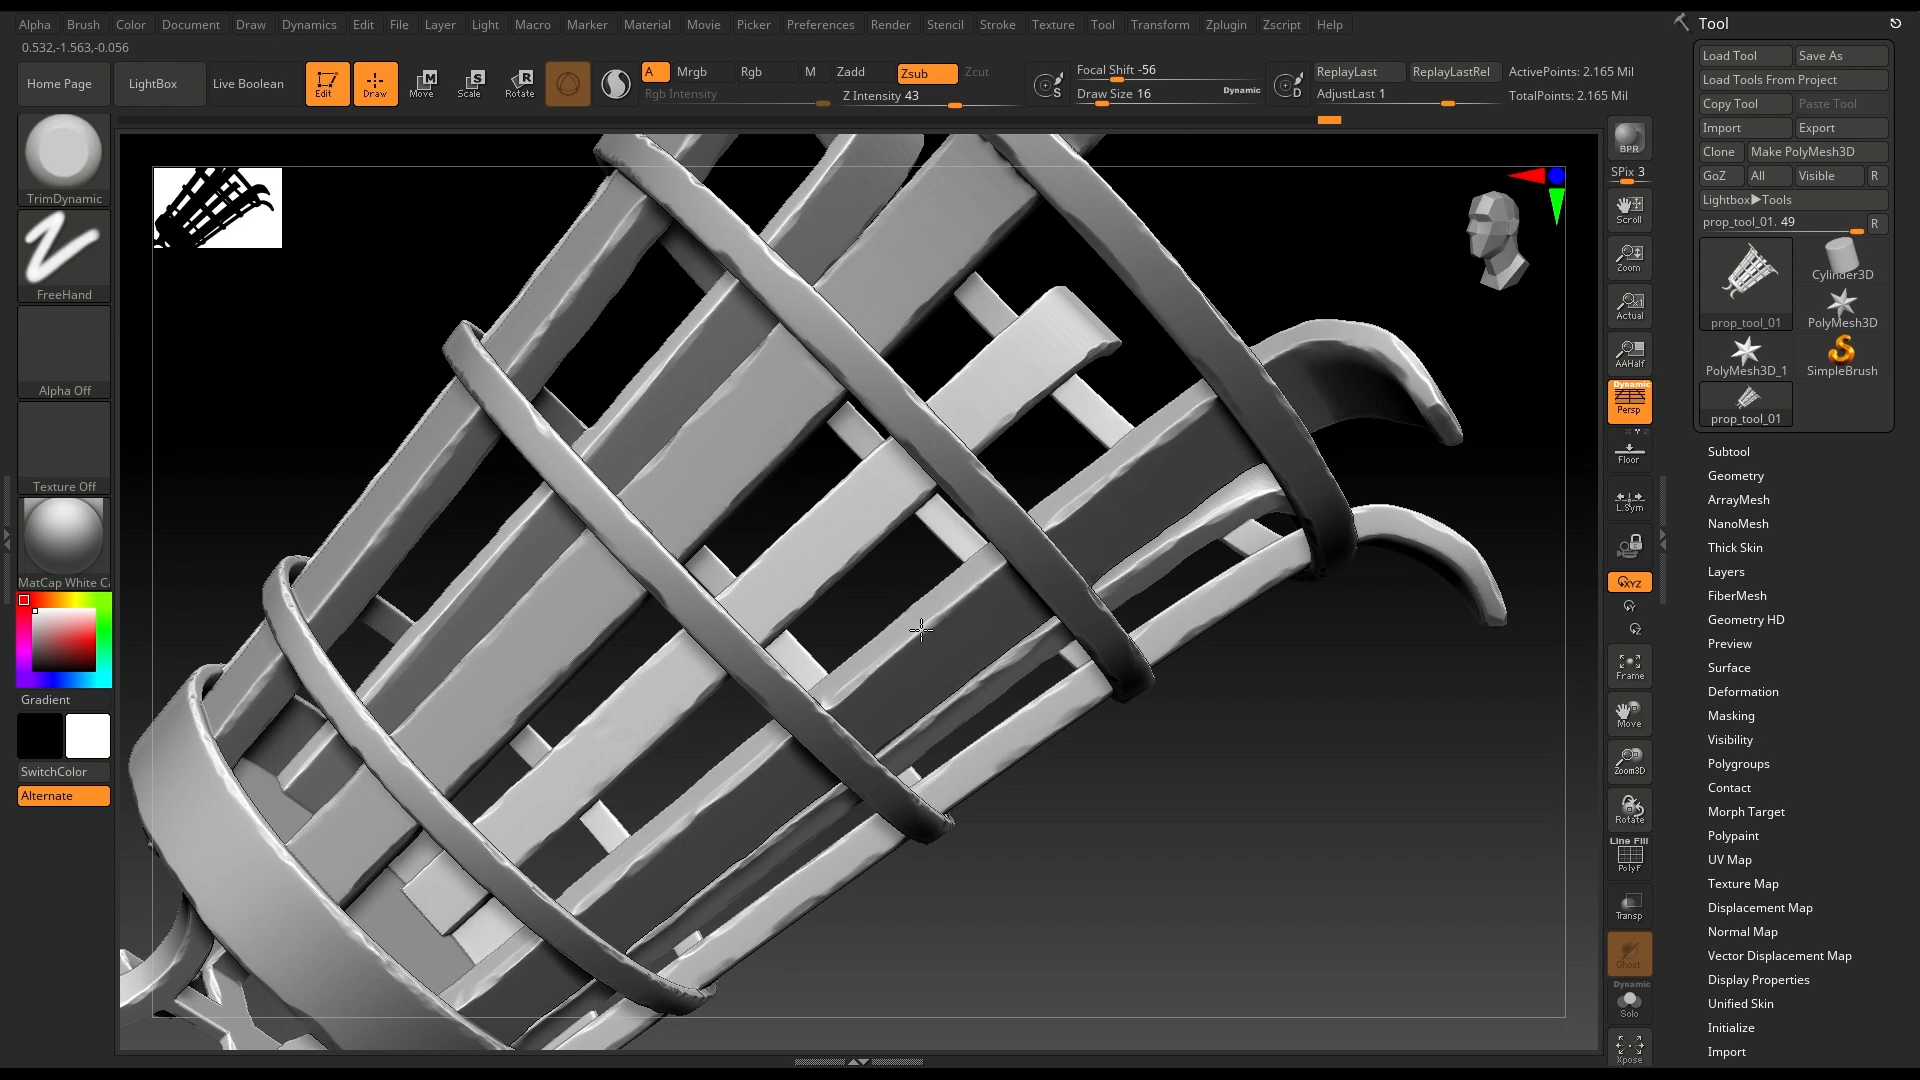 Alpha Brush Color Document Draw Dynamics Edit File Layer Light Macro Marker Material Movie Picker Preferences Render Stencil Stroke Texture Tool Transform Zplugin Zscript Help
Tool
0.532,-1.563,-0.056
Home Page
LightBox
Live Boolean
Edit
Draw
M
Move
S
Scale
R
Rotate
A
Mrgb
Rgb
M
Zadd
Zsub
Zcut
Rgb Intensity
Z Intensity 43
S
Focal Shift -56
Draw Size 16
Dynamic
D
ReplayLast
ReplayLastRel
AdjustLast 1
ActivePoints: 2.165 Mil
TotalPoints: 2.165 Mil
TrimDynamic
FreeHand
Alpha Off
Texture Off
MatCap White Ca
Gradient
SwitchColor
Alternate
BPR
SPix 3
Scroll
Zoom
Actual
AAHalf
Dynamic
Persp
Floor
L.Sym
XYZ
Y
Z
Frame
Move
Zoom3D
Rotate
Line Fill
PolyF
Transp
Ghost
Dynamic
Solo
Xpose
Load Tool
Save As
Load Tools From Project
Copy Tool
Paste Tool
Import
Export
Clone
Make PolyMesh3D
GoZ
All
Visible
R
Lightbox▶Tools
prop_tool_01. 49
R
prop_tool_01
Cylinder3D
PolyMesh3D
PolyMesh3D_1
SimpleBrush
prop_tool_01
Subtool
Geometry
ArrayMesh
NanoMesh
Thick Skin
Layers
FiberMesh
Geometry HD
Preview
Surface
Deformation
Masking
Visibility
Polygroups
Contact
Morph Target
Polypaint
UV Map
Texture Map
Displacement Map
Normal Map
Vector Displacement Map
Display Properties
Unified Skin
Initialize
Import